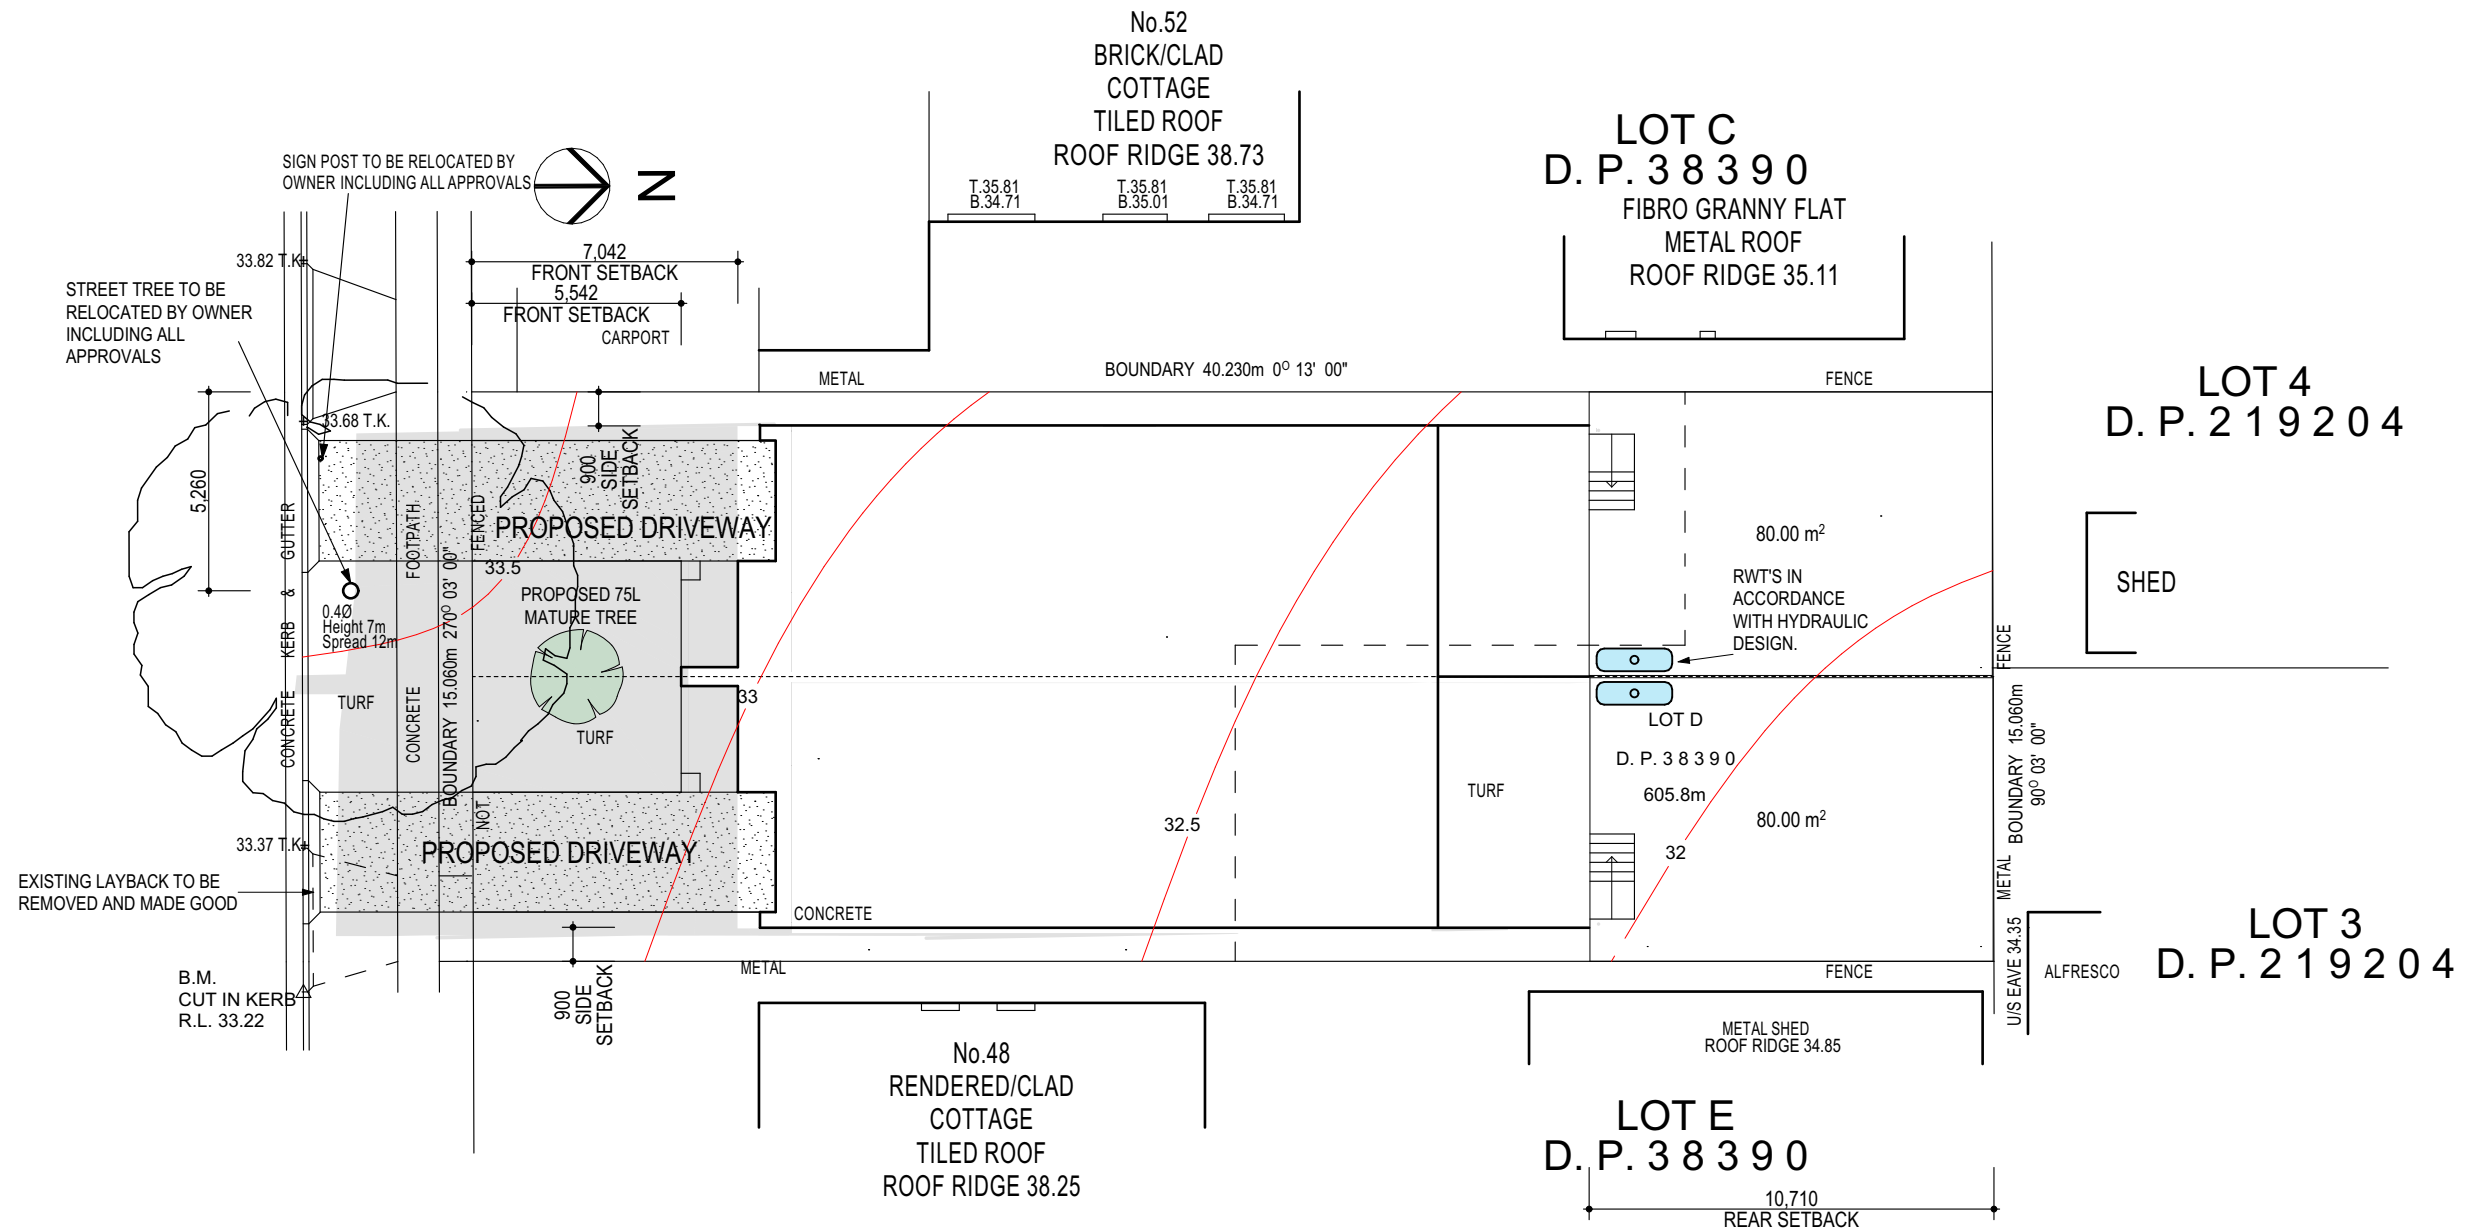 No.52
BRICK/CLAD
COTTAGE
TILED ROOF
ROOF RIDGE 38.73
T.35.81
B.34.71
T.35.81
B.35.01
T.35.81
B.34.71
LOT C
D. P. 3 8 3 9 0
FIBRO GRANNY FLAT
METAL ROOF
ROOF RIDGE 35.11
SIGN POST TO BE RELOCATED BY
OWNER INCLUDING ALL APPROVALS
N
7,042
FRONT SETBACK
5,542
FRONT SETBACK
CARPORT
33.82 T.K
STREET TREE TO BE
RELOCATED BY OWNER
INCLUDING ALL
APPROVALS
METAL
BOUNDARY 40.230m 0° 13' 00"
FENCE
LOT 4
D. P. 2 1 9 2 0 4
33.68 T.K.
5,260
900
SIDE
SETBACK
CONCRETE KERB & GUTTER
CONCRETE FOOTPATH
BOUNDARY 15.060m 270° 03' 00"
NOT FENCED
PROPOSED DRIVEWAY
33.5
PROPOSED 75L
MATURE TREE
0.4Ø
Height 7m
Spread 12m
TURF
TURF
33
32.5
80.00 m²
RWT'S IN
ACCORDANCE
WITH HYDRAULIC
DESIGN.
SHED
LOT D
D. P. 3 8 3 9 0
605.8m
TURF
80.00 m²
32
METAL FENCE
BOUNDARY 15.060m
90° 03' 00"
33.37 T.K
PROPOSED DRIVEWAY
EXISTING LAYBACK TO BE
REMOVED AND MADE GOOD
CONCRETE
METAL
FENCE
900
SIDE
SETBACK
B.M.
CUT IN KERB
R.L. 33.22
U/S EAVE 34.35
ALFRESCO
LOT 3
D. P. 2 1 9 2 0 4
No.48
RENDERED/CLAD
COTTAGE
TILED ROOF
ROOF RIDGE 38.25
METAL SHED
ROOF RIDGE 34.85
LOT E
D. P. 3 8 3 9 0
10,710
REAR SETBACK